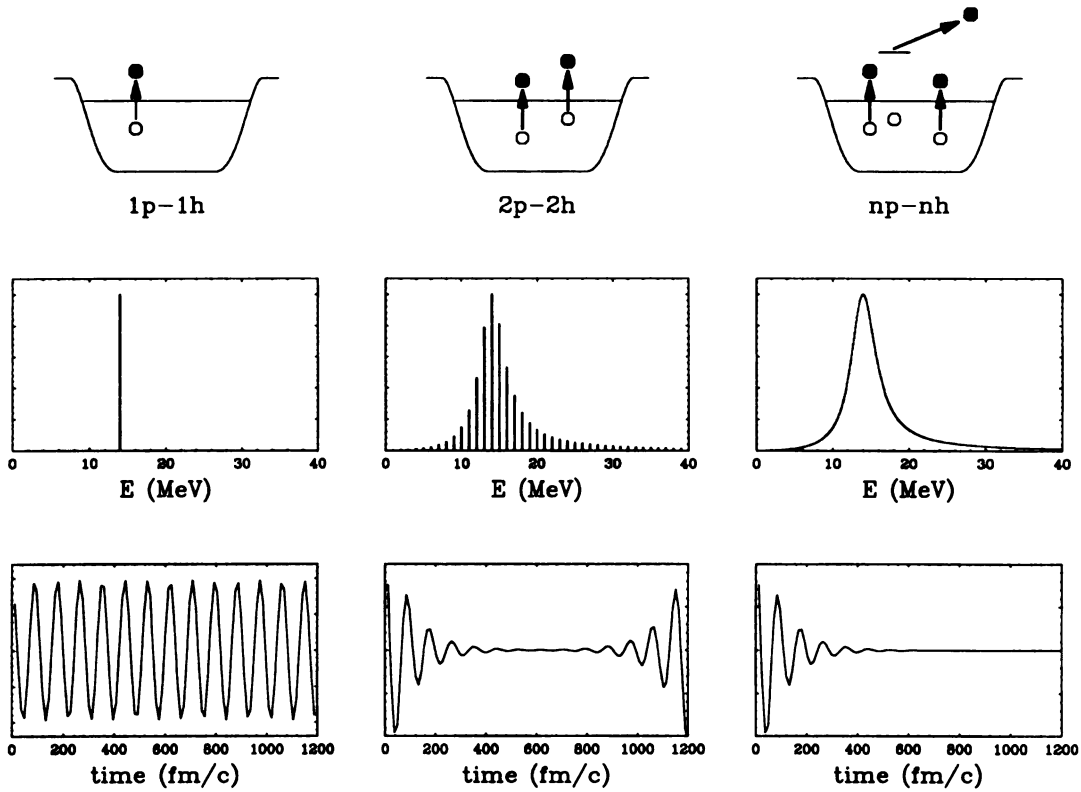 1p-1h 2p-2h np-nh
0 10 20 30 40 0 10 20 30 40 0 10 20 30 40
E (MeV) E (MeV) E (MeV)
0 200 400 600 800 1000 1200 0 200 400 600 800 1000 1200 0 200 400 600 800 1000 1200
time (fm/c) time (fm/c) time (fm/c)